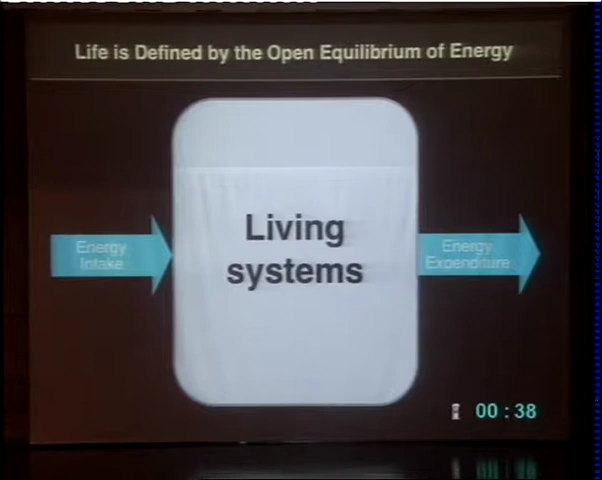 Life is Defined by the Open Equilibrium of Energy
Energy
Intake
Living
systems
Energy
Expenditure
00 : 38